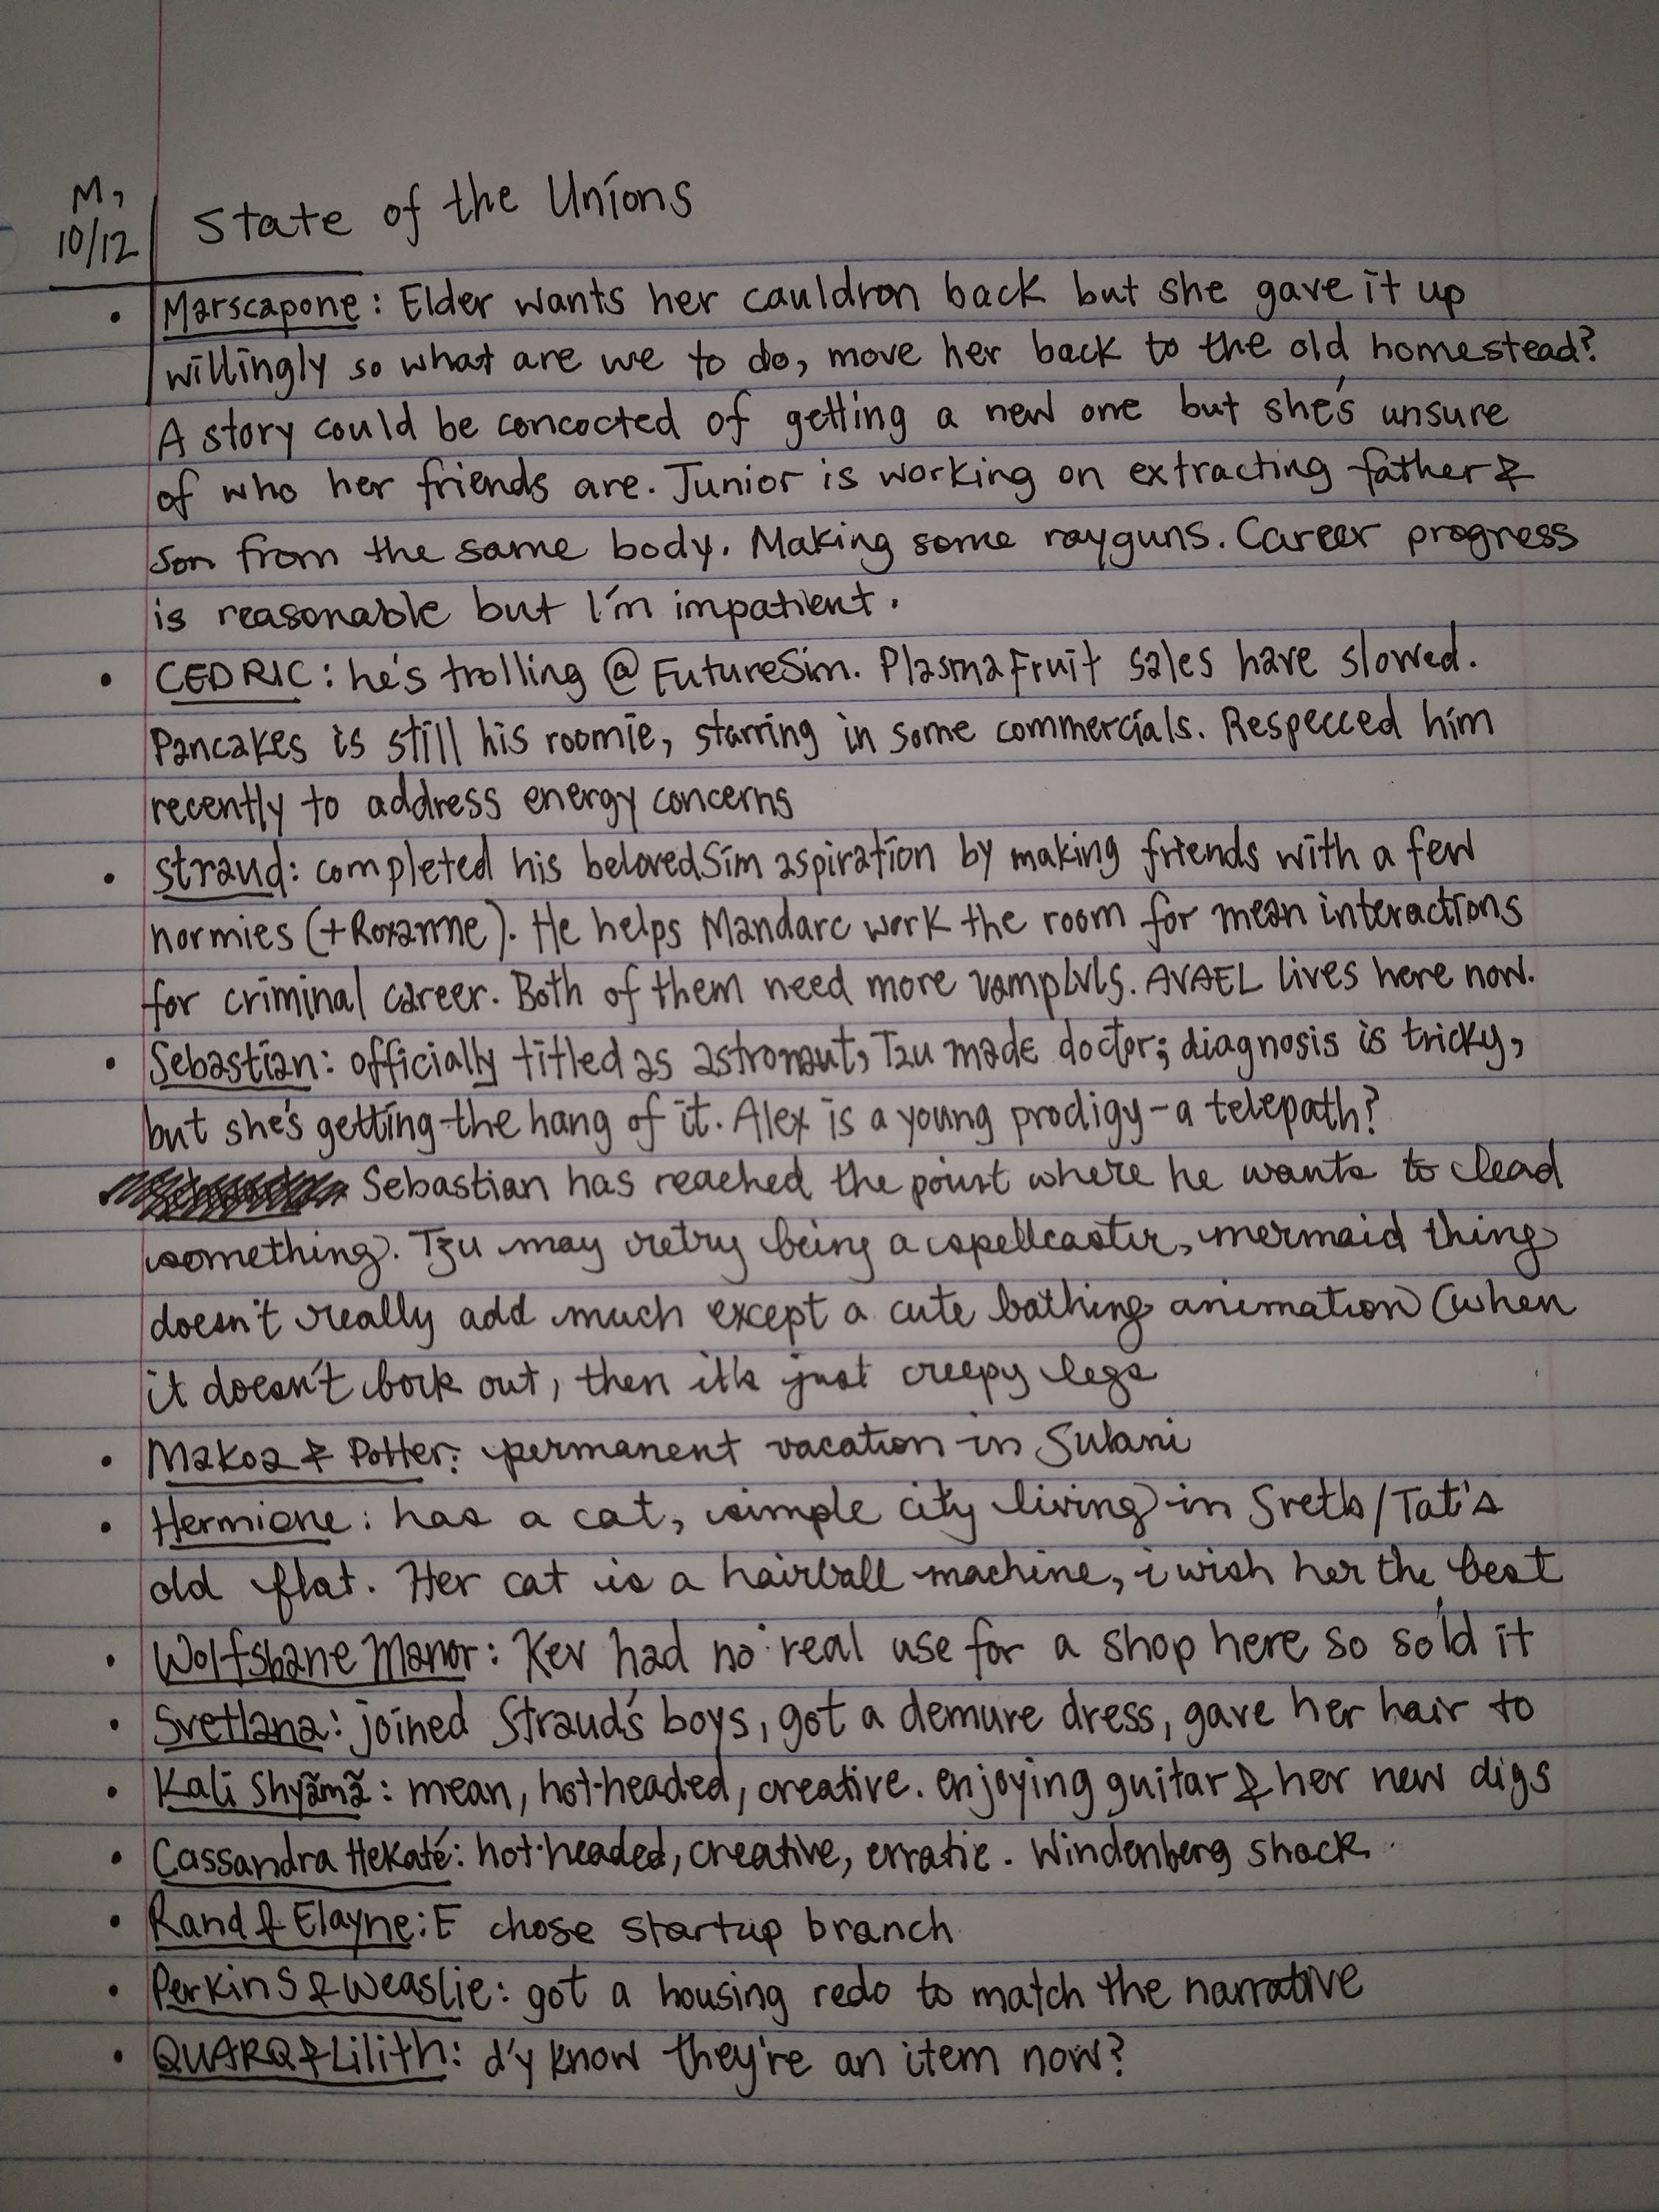 M,
10/12
State of the Unions
• Marscapone: Elder wants her cauldron back but she gave it up
willingly so what are we to do, move her back to the old homestead?
A story could be concocted of getting a new one but she's unsure
of who her friends are. Junior is working on extracting father &
son from the same body. Making some rayguns. Career progress
is reasonable but I'm impatient.
• CEDRIC: he's trolling @ FutureSim. PlasmaFruit sales have slowed.
Pancakes is still his roomie, starring in some commercials. Respecced him
recently to address energy concerns
• Straud: completed his belovedSim aspiration by making friends with a few
normies (+Roxanne). He helps Mandarc work the room for mean interactions
for criminal career. Both of them need more vamplvls. AVAEL lives here now.
• Sebastian: officially titled as astronaut, Tzu made doctor; diagnosis is tricky,
but she's getting the hang of it. Alex is a young prodigy - a telepath?
Sebastian has reached the point where he wants to lead
something. Tzu may retry being a spellcaster, mermaid thing
doesn't really add much except a cute bathing animation (when
it doesn't bork out, then it's just creepy legs
• Makoa & Potter: permanent vacation in Sulani
• Hermione: has a cat, simple city living in Svetls/Tat's
old flat. Her cat is a hairball machine, i wish her the best
• Wolfsbane Manor: Kev had no real use for a shop here so sold it
• Svetlana: joined Straud's boys, got a demure dress, gave her hair to
• Kali Shyãmã: mean, hot-headed, creative. enjoying guitar & her new digs
• Cassandra Hekaté: hot-headed, creative, erratic. Windenberg shack
• Rand & Elayne: E chose startup branch
• Perkins & Weaslie: got a housing redo to match the narrative
• QUARQ & Lilith: d'y know they're an item now?